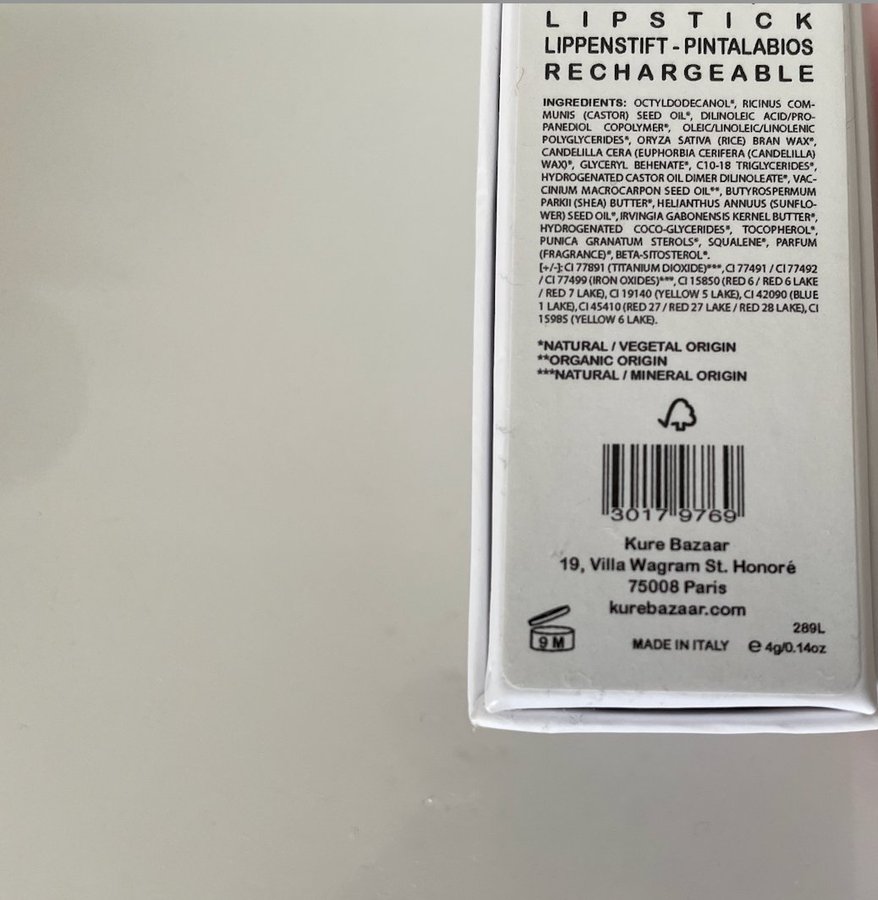 LIPSTICK
LIPPENSTIFT - PINTALABIOS
RECHARGEABLE
INGREDIENTS: OCTYLDODECANOL*, RICINUS COM-
MUNIS (CASTOR) SEED OIL*, DILINOLEIC ACID/PRO-
PANEDIOL COPOLYMER*, OLEIC/LINOLEIC/LINOLENIC
POLYGLYCERIDES*, ORYZA SATIVA (RICE) BRAN WAX*,
CANDELILLA CERA (EUPHORBIA CERIFERA (CANDELILLA)
WAX)*, GLYCERYL BEHENATE*, C10-18 TRIGLYCERIDES*,
HYDROGENATED CASTOR OIL DIMER DILINOLEATE*, VAC-
CINIUM MACROCARPON SEED OIL**, BUTYROSPERMUM
PARKII (SHEA) BUTTER*, HELIANTHUS ANNUUS (SUNFLO-
WER) SEED OIL*, IRVINGIA GABONENSIS KERNEL BUTTER*,
HYDROGENATED COCO-GLYCERIDES*, TOCOPHEROL*,
PUNICA GRANATUM STEROLS*, SQUALENE*, PARFUM
(FRAGRANCE)*, BETA-SITOSTEROL*.
[+/-]: CI 77891 (TITANIUM DIOXIDE)***, CI 77491 / CI 77492
/ CI 77499 (IRON OXIDES)***, CI 15850 (RED 6 / RED 6 LAKE
/ RED 7 LAKE), CI 19140 (YELLOW 5 LAKE), CI 42090 (BLUE
1 LAKE), CI 45410 (RED 27 / RED 27 LAKE / RED 28 LAKE), CI
15985 (YELLOW 6 LAKE).
*NATURAL / VEGETAL ORIGIN
**ORGANIC ORIGIN
***NATURAL / MINERAL ORIGIN
3017 9769
Kure Bazaar
19, Villa Wagram St. Honoré
75008 Paris
kurebazaar.com
289L
9 M MADE IN ITALY e 4g/0.14oz